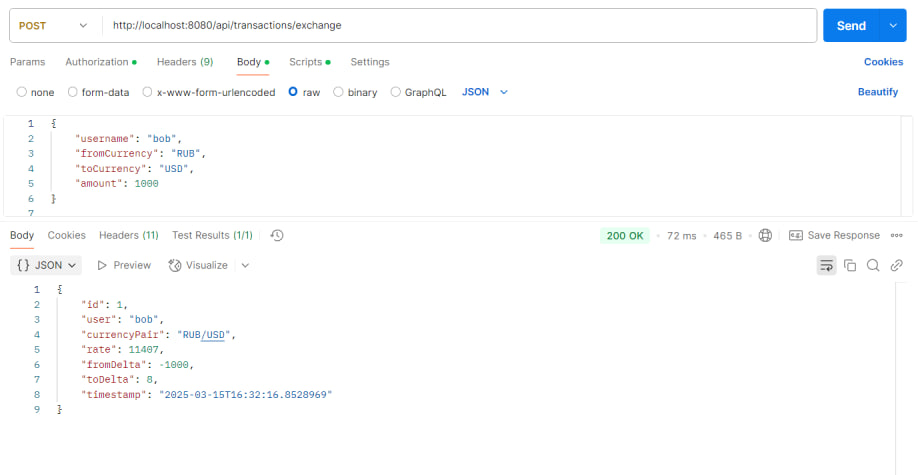 POST http://localhost:8080/api/transactions/exchange Send
Params Authorization Headers (9) Body Scripts Settings Cookies
none form-data x-www-form-urlencoded raw binary GraphQL JSON Beautify
1 {
2 "username": "bob",
3 "fromCurrency": "RUB",
4 "toCurrency": "USD",
5 "amount": 1000
6 }
7
Body Cookies Headers (11) Test Results (1/1) 200 OK • 72 ms • 465 B • Save Response
{} JSON Preview Visualize
1 {
2 "id": 1,
3 "user": "bob",
4 "currencyPair": "RUB/USD",
5 "rate": 11407,
6 "fromDelta": -1000,
7 "toDelta": 8,
8 "timestamp": "2025-03-15T16:32:16.8528969"
9 }